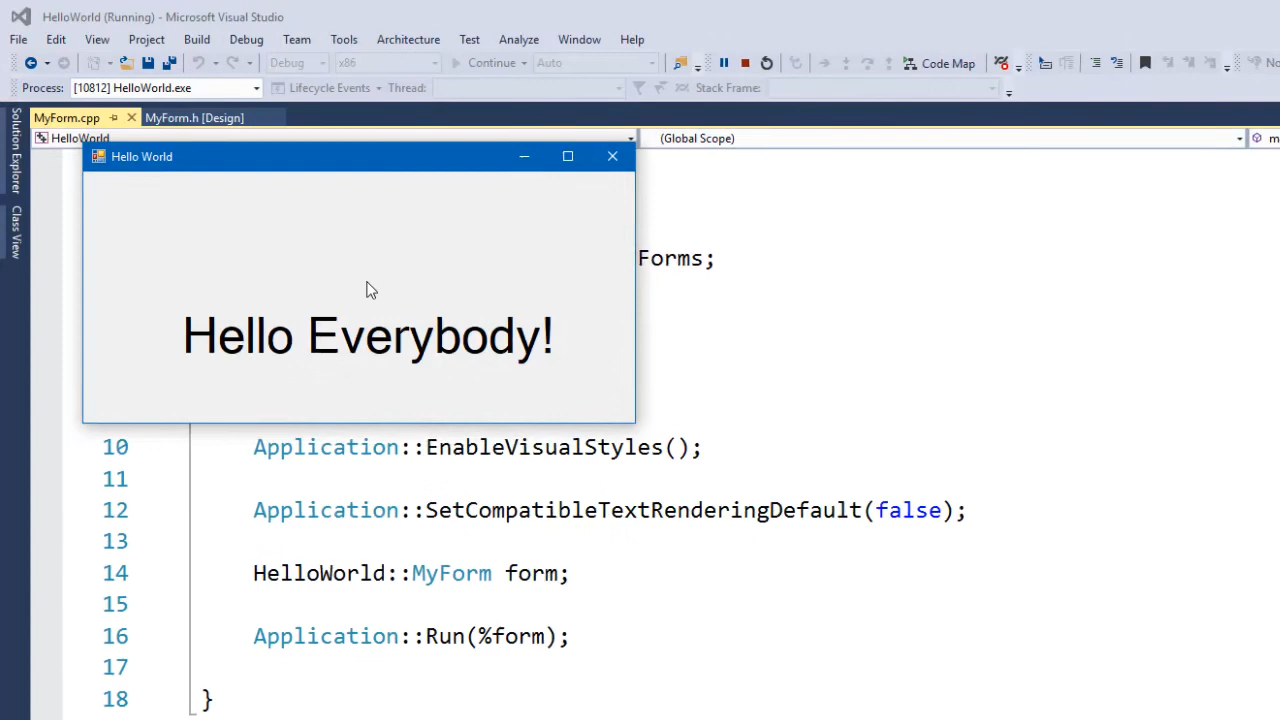 HelloWorld (Running) - Microsoft Visual Studio
File Edit View Project Build Debug Team Tools Architecture Test Analyze Window Help
Debug x86 Continue Auto Code Map
Process: [10812] HelloWorld.exe Lifecycle Events Thread: Stack Frame:
MyForm.cpp MyForm.h [Design]
HelloWorld (Global Scope)
Solution Explorer
Class View
Hello World
Forms;
Hello Everybody!
10 Application::EnableVisualStyles();
11
12 Application::SetCompatibleTextRenderingDefault(false);
13
14 HelloWorld::MyForm form;
15
16 Application::Run(%form);
17
18 }